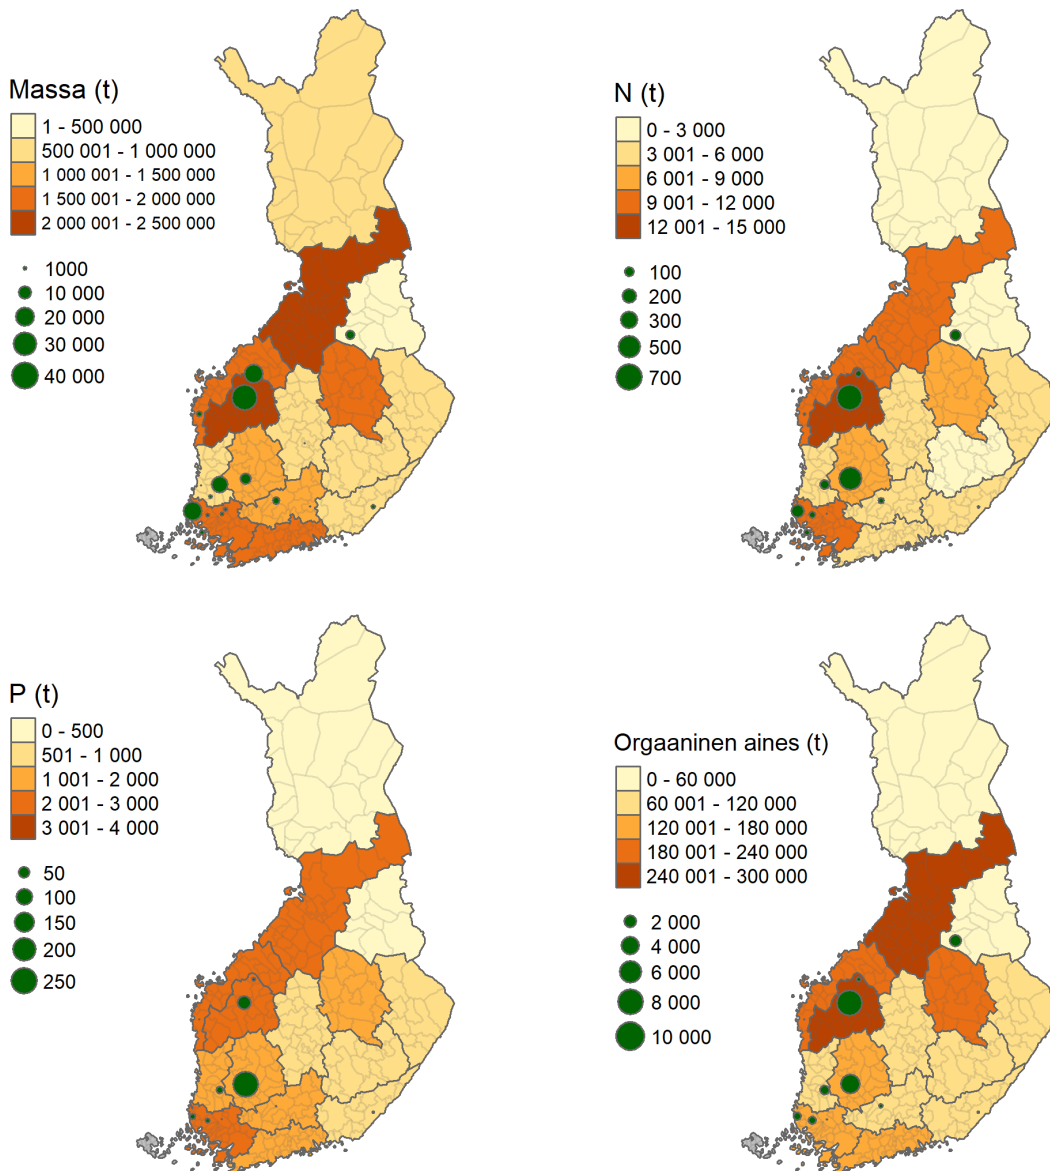 Massa (t)
1 - 500 000
500 001 - 1 000 000
1 000 001 - 1 500 000
1 500 001 - 2 000 000
2 000 001 - 2 500 000
1000
10 000
20 000
30 000
40 000
N (t)
0 - 3 000
3 001 - 6 000
6 001 - 9 000
9 001 - 12 000
12 001 - 15 000
100
200
300
500
700
P (t)
0 - 500
501 - 1 000
1 001 - 2 000
2 001 - 3 000
3 001 - 4 000
50
100
150
200
250
Orgaaninen aines (t)
0 - 60 000
60 001 - 120 000
120 001 - 180 000
180 001 - 240 000
240 001 - 300 000
2 000
4 000
6 000
8 000
10 000